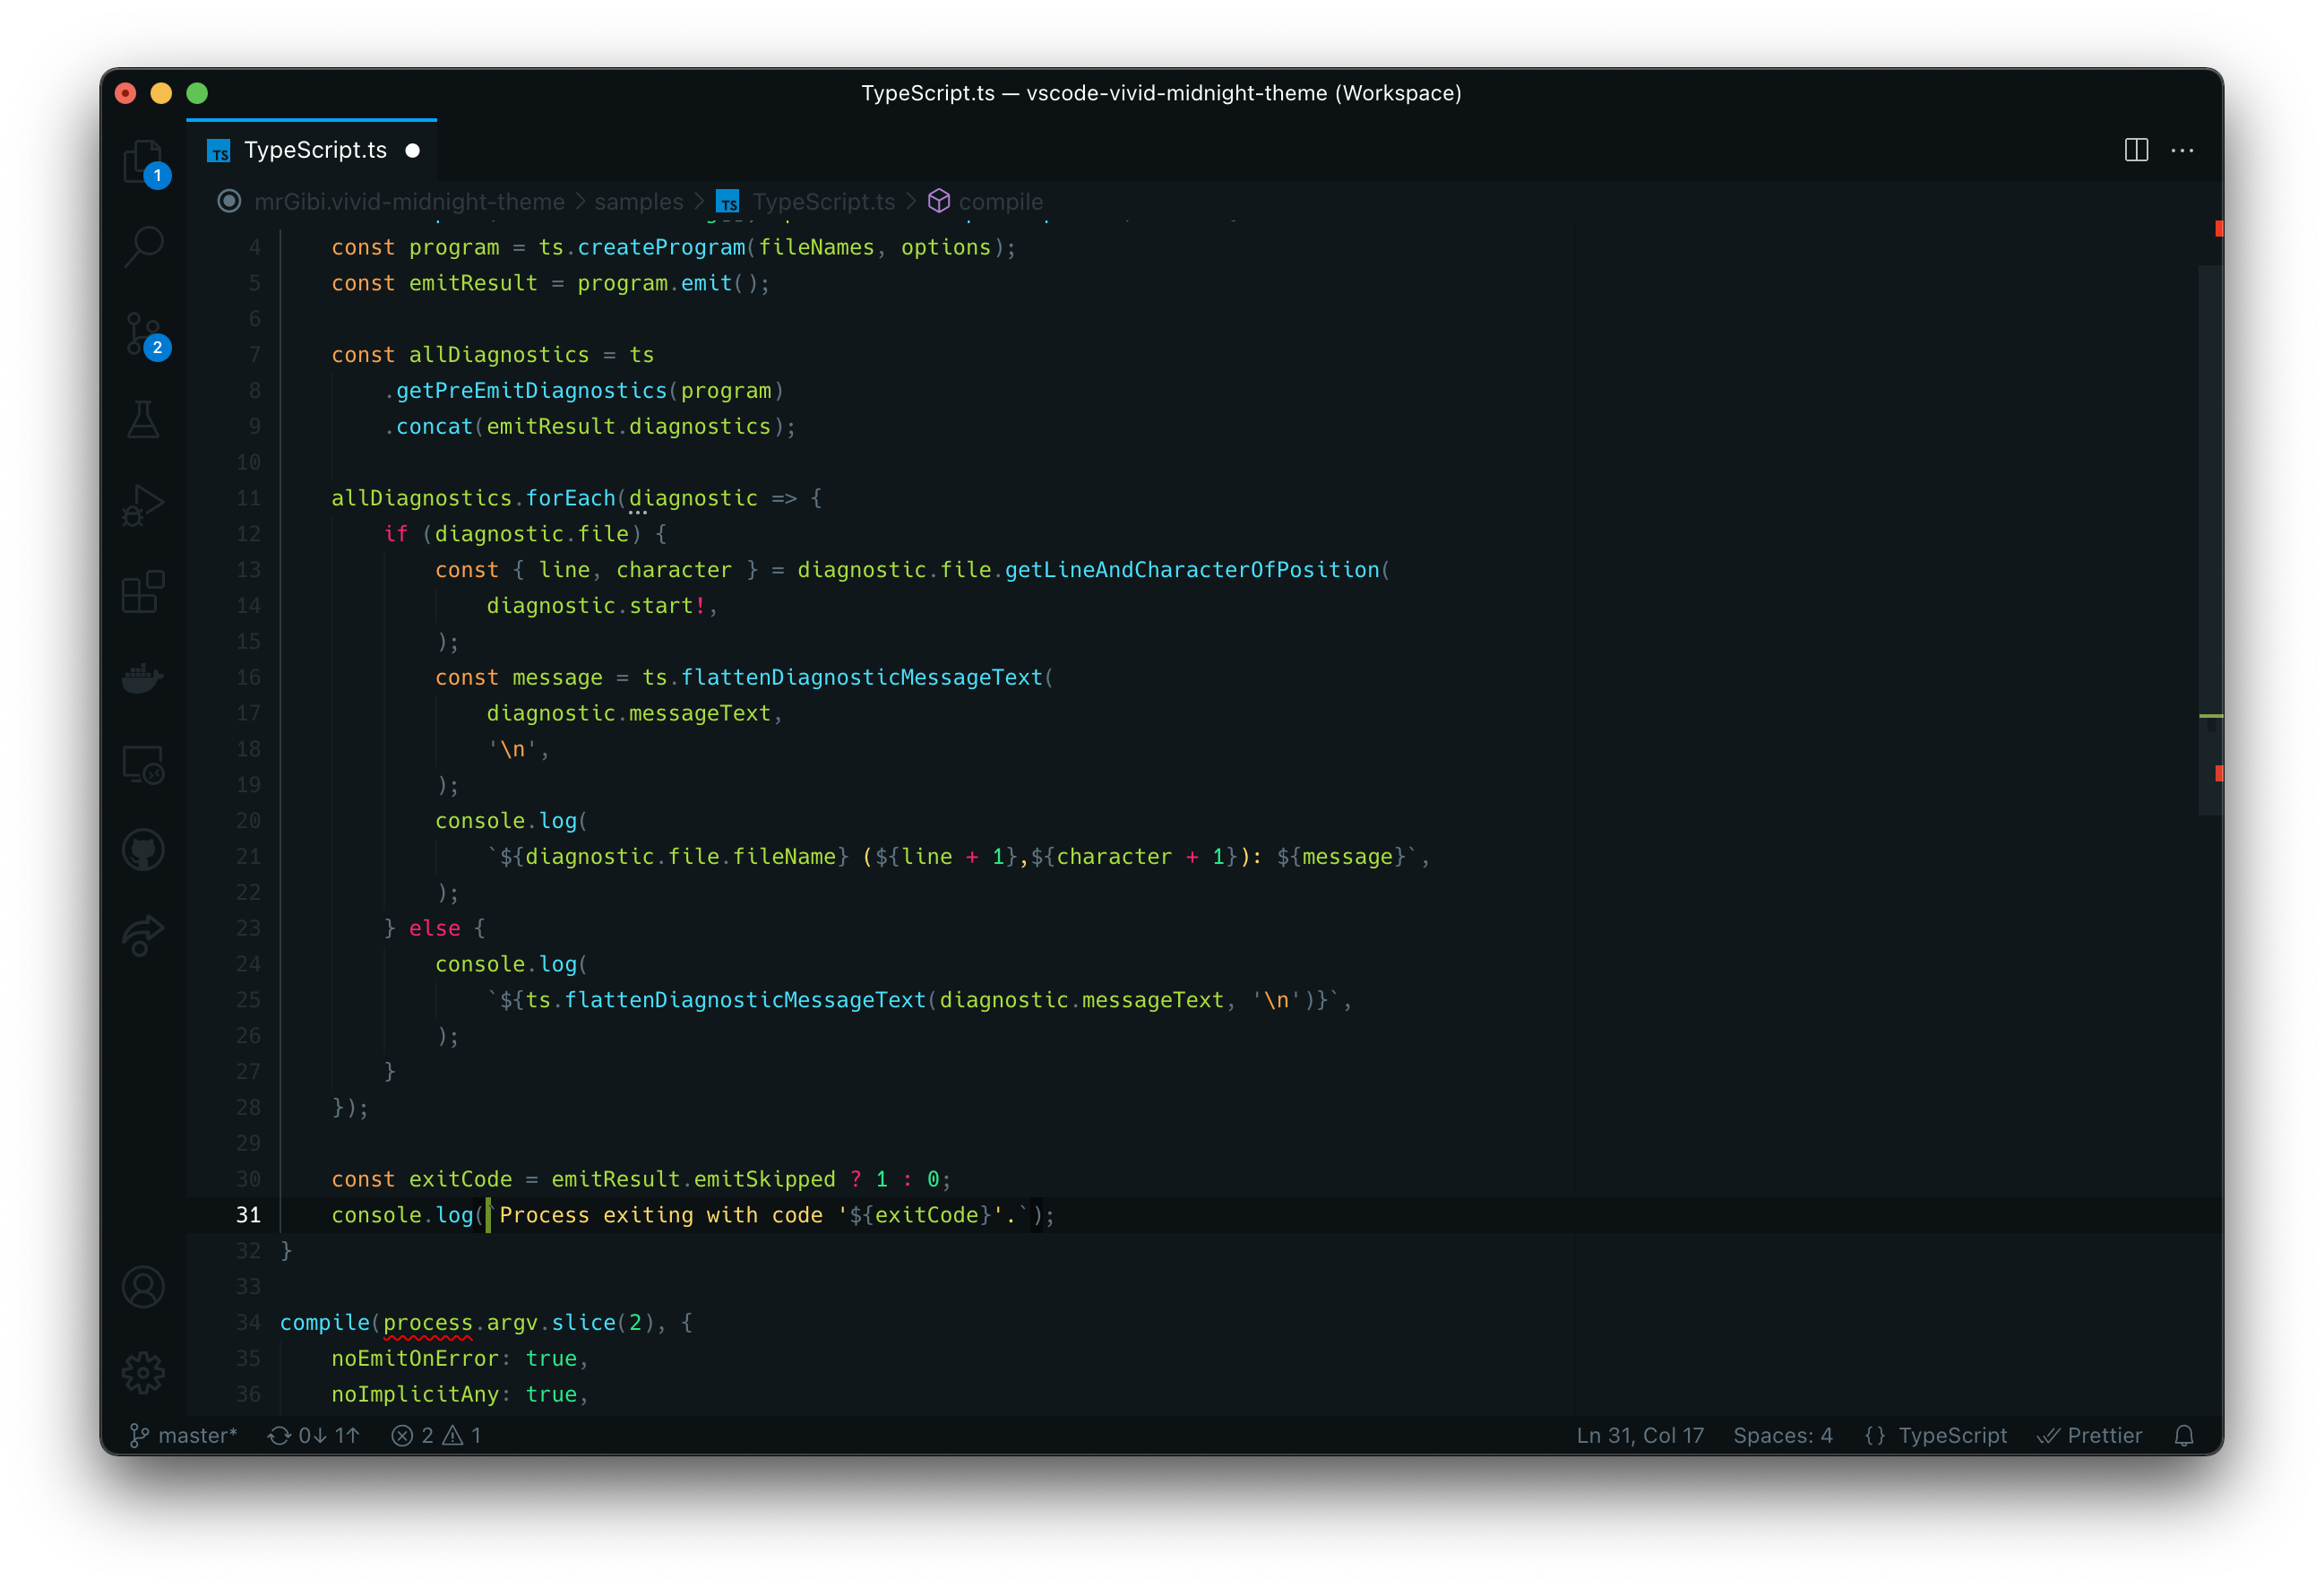 TypeScript.ts — vscode-vivid-midnight-theme (Workspace)
1
TS TypeScript.ts
mrGibi.vivid-midnight-theme > samples > TS TypeScript.ts > compile
4     const program = ts.createProgram(fileNames, options);
5     const emitResult = program.emit();
6
2
7     const allDiagnostics = ts
8         .getPreEmitDiagnostics(program)
9         .concat(emitResult.diagnostics);
10
11     allDiagnostics.forEach(diagnostic => {
12         if (diagnostic.file) {
13             const { line, character } = diagnostic.file.getLineAndCharacterOfPosition(
14                 diagnostic.start!,
15             );
16             const message = ts.flattenDiagnosticMessageText(
17                 diagnostic.messageText,
18                 '\n',
19             );
20             console.log(
21                 `${diagnostic.file.fileName} (${line + 1},${character + 1}): ${message}`,
22             );
23         } else {
24             console.log(
25                 `${ts.flattenDiagnosticMessageText(diagnostic.messageText, '\n')}`,
26             );
27         }
28     });
29
30     const exitCode = emitResult.emitSkipped ? 1 : 0;
31     console.log(`Process exiting with code '${exitCode}'.`);
32 }
33
34 compile(process.argv.slice(2), {
35     noEmitOnError: true,
36     noImplicitAny: true,
master* 0↓ 1↑ 2 1 Ln 31, Col 17 Spaces: 4 {} TypeScript Prettier